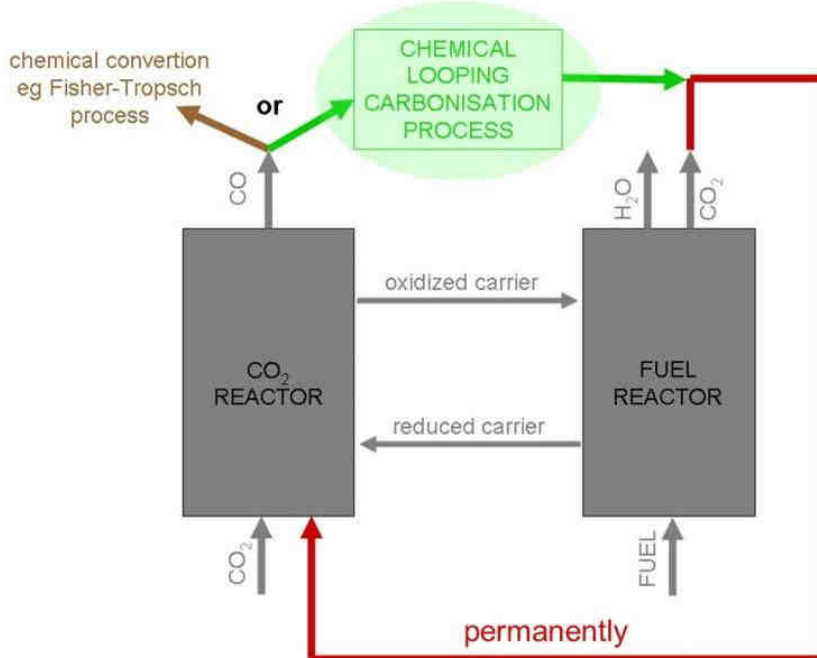 chemical convertion
eg Fisher-Tropsch
process
or
CHEMICAL
LOOPING
CARBONISATION
PROCESS
CO
H₂O
CO₂
oxidized carrier
CO₂
REACTOR
FUEL
REACTOR
reduced carrier
CO₂
FUEL
permanently